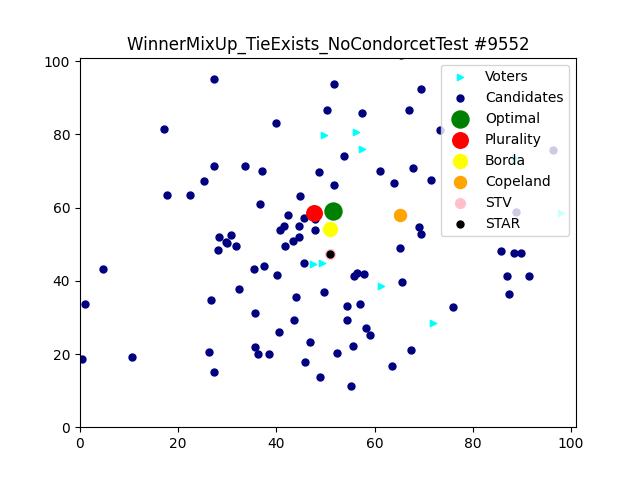 WinnerMixUp_TieExists_NoCondorcetTest #9552
100
80
60
40
20
0
0
20
40
60
80
100
Voters
Candidates
Optimal
Plurality
Borda
Copeland
STV
STAR